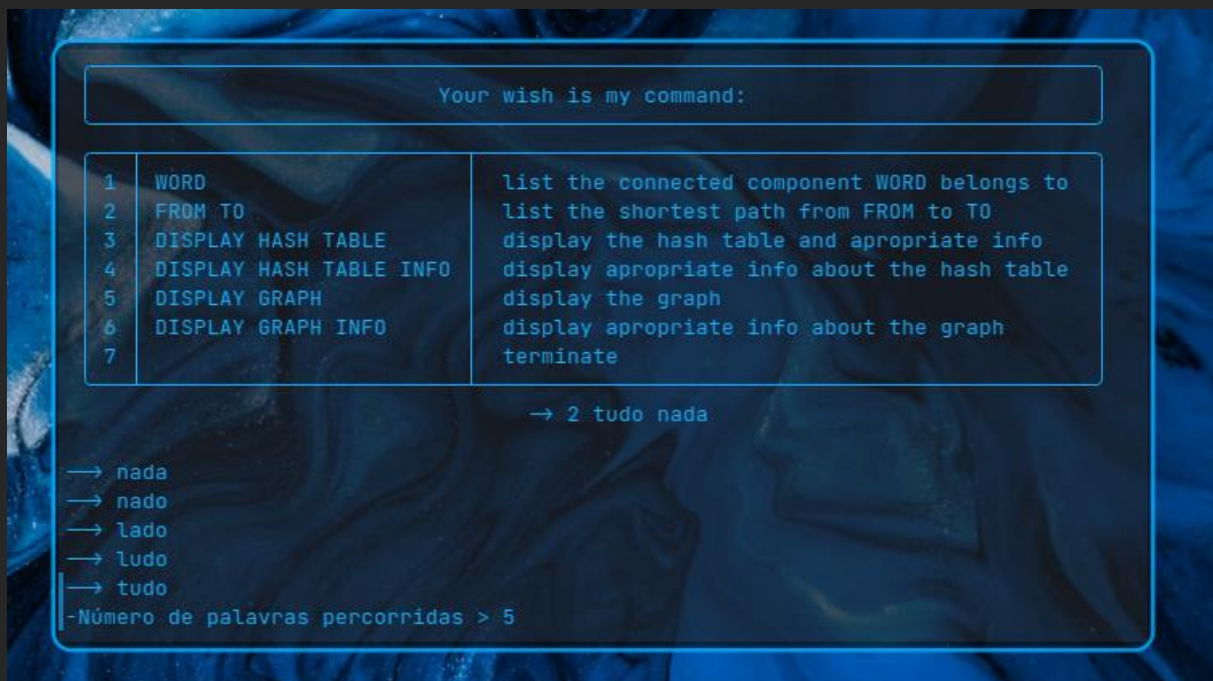 Your wish is my command:
1 WORD list the connected component WORD belongs to
2 FROM TO list the shortest path from FROM to TO
3 DISPLAY HASH TABLE display the hash table and apropriate info
4 DISPLAY HASH TABLE INFO display apropriate info about the hash table
5 DISPLAY GRAPH display the graph
6 DISPLAY GRAPH INFO display apropriate info about the graph
7 terminate
→ 2 tudo nada
⟶ nada
⟶ nado
⟶ lado
⟶ ludo
⟶ tudo
-Número de palavras percorridas > 5